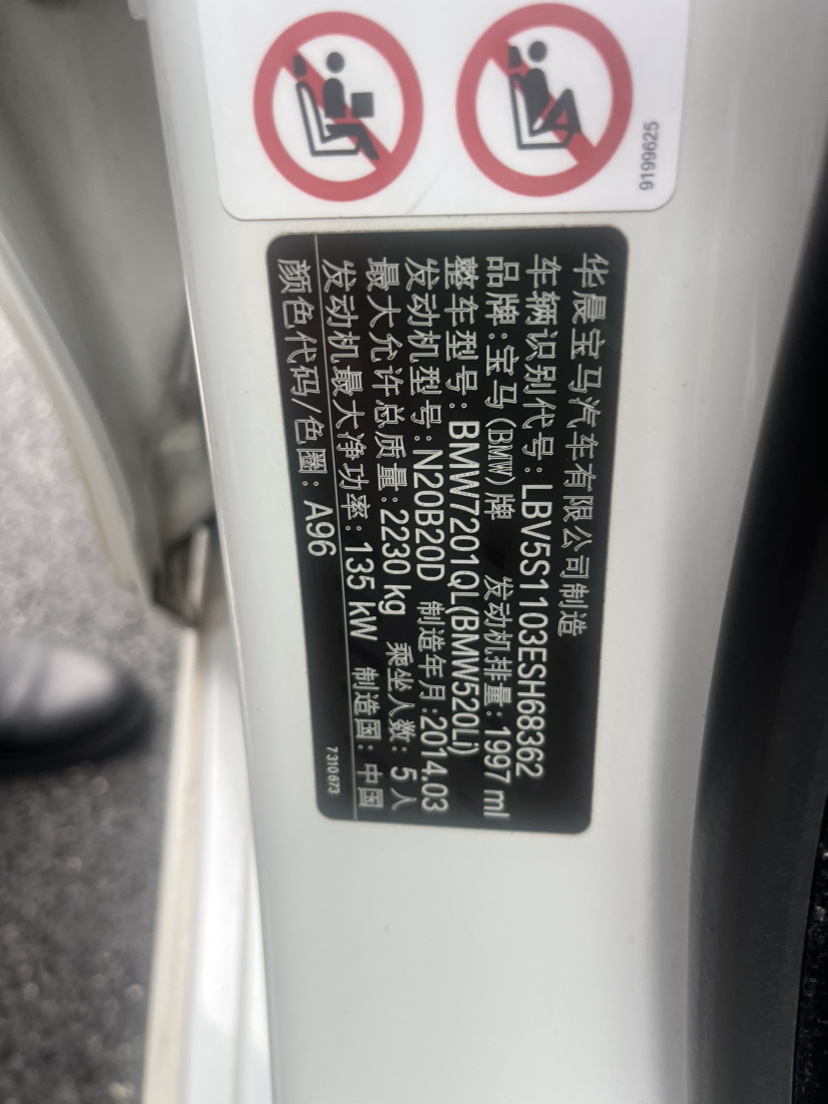 9199625
华晨宝马汽车有限公司制造
车辆识别代号:LBV5S1103ESH68362
品牌:宝马(BMW)牌 发动机排量:1997 ml
整车型号:BMW7201QL(BMW520Li)
发动机型号:N20B20D 制造年月:2014.03
最大允许总质量:2230 kg 乘坐人数:5人
发动机最大净功率:135 kW 制造国:中国
颜色代码/色圈:A96
7310673